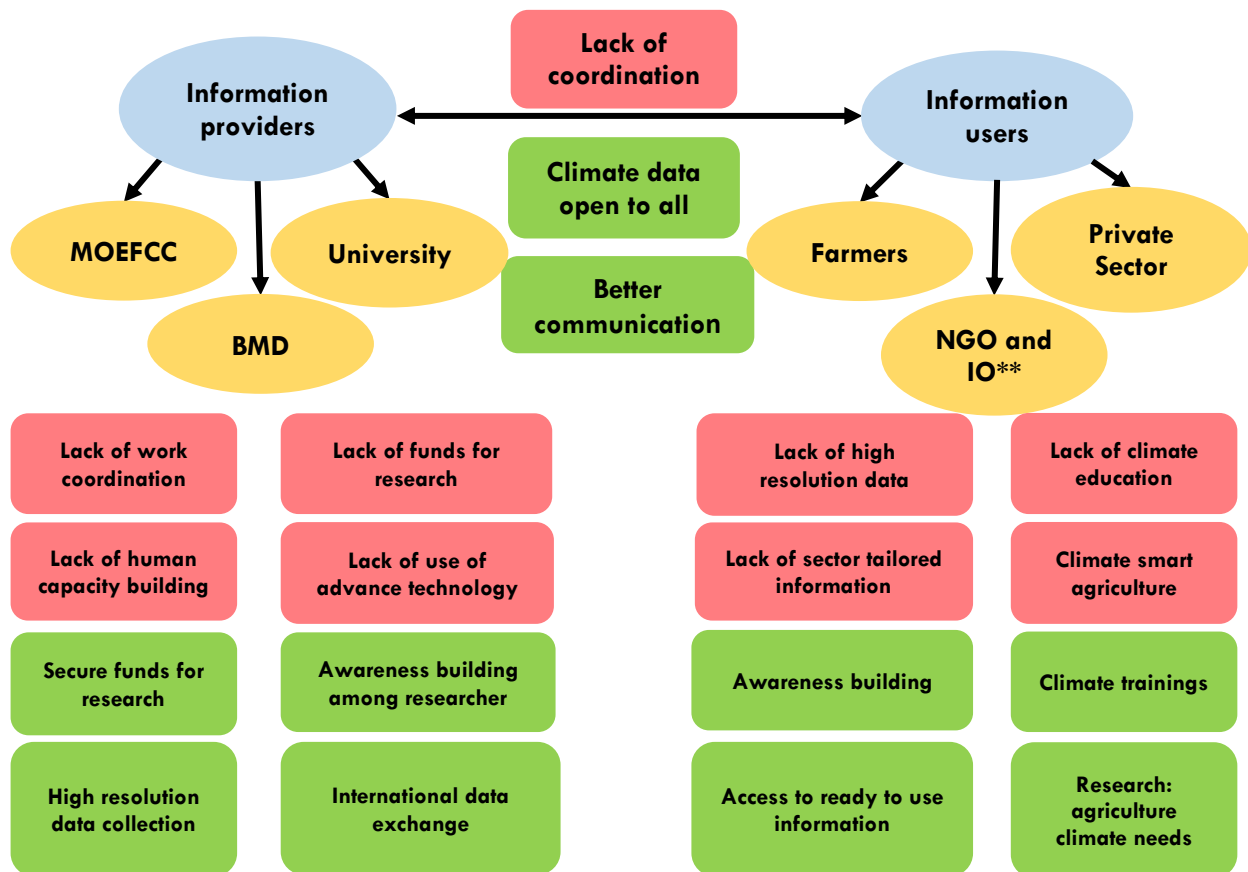 Lack of
coordination
Information
providers
Information
users
Climate data
open to all
MOEFCC
University
Farmers
Private
Sector
Better
communication
BMD
NGO and
IO**
Lack of work
coordination
Lack of funds for
research
Lack of high
resolution data
Lack of climate
education
Lack of human
capacity building
Lack of use of
advance technology
Lack of sector tailored
information
Climate smart
agriculture
Secure funds for
research
Awareness building
among researcher
Awareness building
Climate trainings
High resolution
data collection
International data
exchange
Access to ready to use
information
Research:
agriculture
climate needs